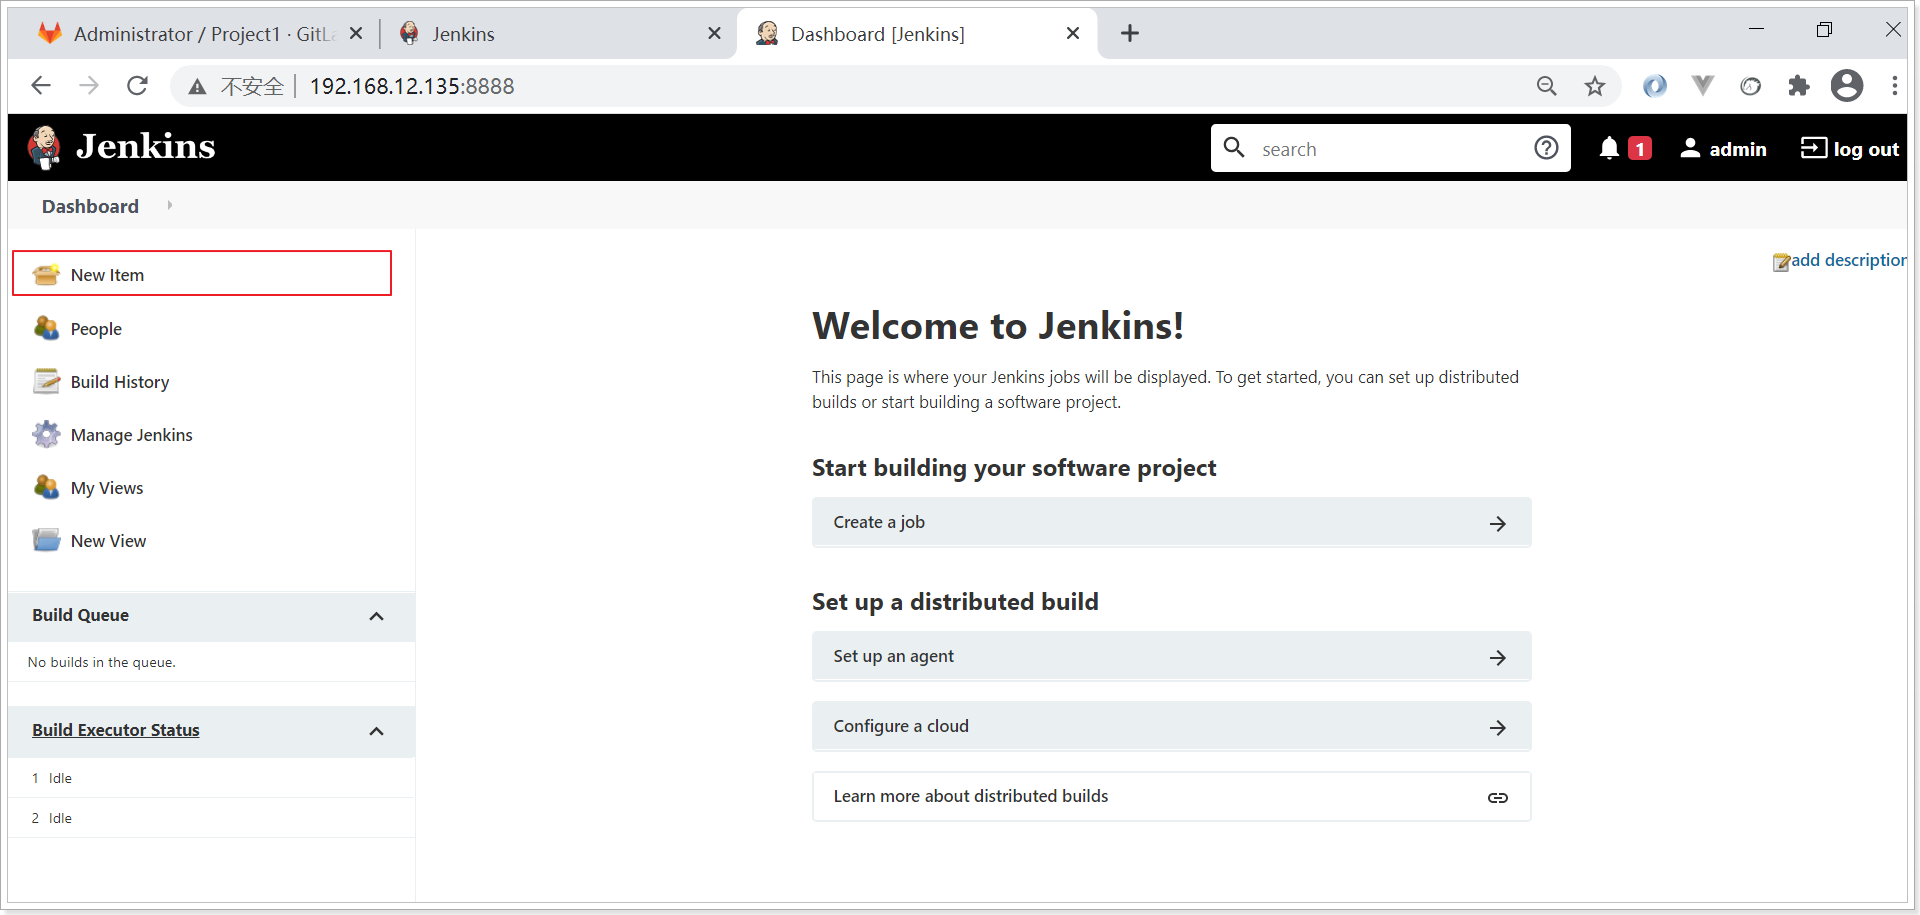 Administrator / Project1 · GitLa
Jenkins
Dashboard [Jenkins]
不安全
192.168.12.135:8888
Jenkins
search
1
admin
log out
Dashboard
New Item
People
Build History
Manage Jenkins
My Views
New View
Build Queue
No builds in the queue.
Build Executor Status
1 Idle
2 Idle
add description
Welcome to Jenkins!
This page is where your Jenkins jobs will be displayed. To get started, you can set up distributed
builds or start building a software project.
Start building your software project
Create a job
Set up a distributed build
Set up an agent
Configure a cloud
Learn more about distributed builds